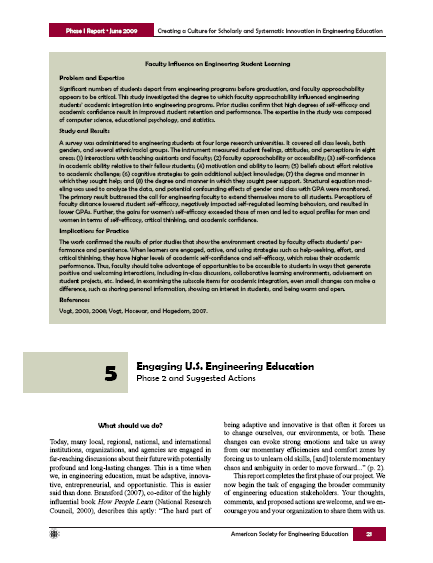 Phase I Report • June 2009
Creating a Culture for Scholarly and Systematic Innovation in Engineering Education
Faculty Influence on Engineering Student Learning
Problem and Expertise
Significant numbers of students depart from engineering programs before graduation, and faculty approachability
appears to be critical. This study investigated the degree to which faculty approachability influenced engineering
students' academic integration into engineering programs. Prior studies confirm that high degrees of self-efficacy and
academic confidence result in improved student retention and performance. The expertise in the study was composed
of computer science, educational psychology, and statistics.
Study and Results
A survey was administered to engineering students at four large research universities. It covered all class levels, both
genders, and several ethnic/racial groups. The instrument measured student feelings, attitudes, and perceptions in eight
areas: (1) interactions with teaching assistants and faculty; (2) faculty approachability or accessibility; (3) self-confidence
in academic ability relative to their fellow students; (4) motivation and ability to learn; (5) beliefs about effort relative
to academic challenge; (6) cognitive strategies to gain additional subject knowledge; (7) the degree and manner in
which they sought help; and (8) the degree and manner in which they sought peer support. Structural equation mod-
eling was used to analyze the data, and potential confounding effects of gender and class with GPA were monitored.
The primary result buttressed the call for engineering faculty to extend themselves more to all students. Perceptions of
faculty distance lowered student self-efficacy, negatively impacted self-regulated learning behaviors, and resulted in
lower GPAs. Further, the gains for women's self-efficacy exceeded those of men and led to equal profiles for men and
women in terms of self-efficacy, critical thinking, and academic confidence.
Implications for Practice
The work confirmed the results of prior studies that show the environment created by faculty affects students' per-
formance and persistence. When learners are engaged, active, and using strategies such as help-seeking, effort, and
critical thinking, they have higher levels of academic self-confidence and self-efficacy, which raises their academic
performance. Thus, faculty should take advantage of opportunities to be accessible to students in ways that generate
positive and welcoming interactions, including in-class discussions, collaborative learning environments, advisement on
student projects, etc. Indeed, in examining the subscale items for academic integration, even small changes can make a
difference, such as sharing personal information, showing an interest in students, and being warm and open.
References
Vogt, 2003, 2008; Vogt, Hocevar, and Hagedorn, 2007.
5
Engaging U.S. Engineering Education
Phase 2 and Suggested Actions
What should we do?
Today, many local, regional, national, and international
institutions, organizations, and agencies are engaged in
far-reaching discussions about their future with potentially
profound and long-lasting changes. This is a time when
we, in engineering education, must be adaptive, innova-
tive, entrepreneurial, and opportunistic. This is easier
said than done. Bransford (2007), co-editor of the highly
influential book How People Learn (National Research
Council, 2000), describes this aptly: "The hard part of
being adaptive and innovative is that often it forces us
to change ourselves, our environments, or both. These
changes can evoke strong emotions and take us away
from our momentary efficiencies and comfort zones by
forcing us to unlearn old skills, [and] tolerate momentary
chaos and ambiguity in order to move forward..." (p. 2).
This report completes the first phase of our project. We
now begin the task of engaging the broader community
of engineering education stakeholders. Your thoughts,
comments, and proposed actions are welcome, and we en-
courage you and your organization to share them with us.
American Society for Engineering Education